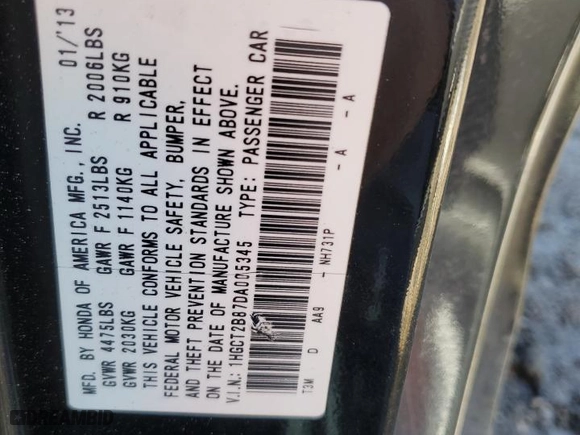 MFD. BY HONDA OF AMERICA MFG., INC. 01/'13
GVWR 4475LBS GAWR F 2513LBS R 2006LBS
GVWR 2030KG GAWR F 1140KG R 910KG
THIS VEHICLE CONFORMS TO ALL APPLICABLE
FEDERAL MOTOR VEHICLE SAFETY, BUMPER,
AND THEFT PREVENTION STANDARDS IN EFFECT
ON THE DATE OF MANUFACTURE SHOWN ABOVE.
V.I.N.: 1HGCT2B87DA005345 TYPE: PASSENGER CAR
T3M D AA9 - NH731P - A - A
DREAMBID